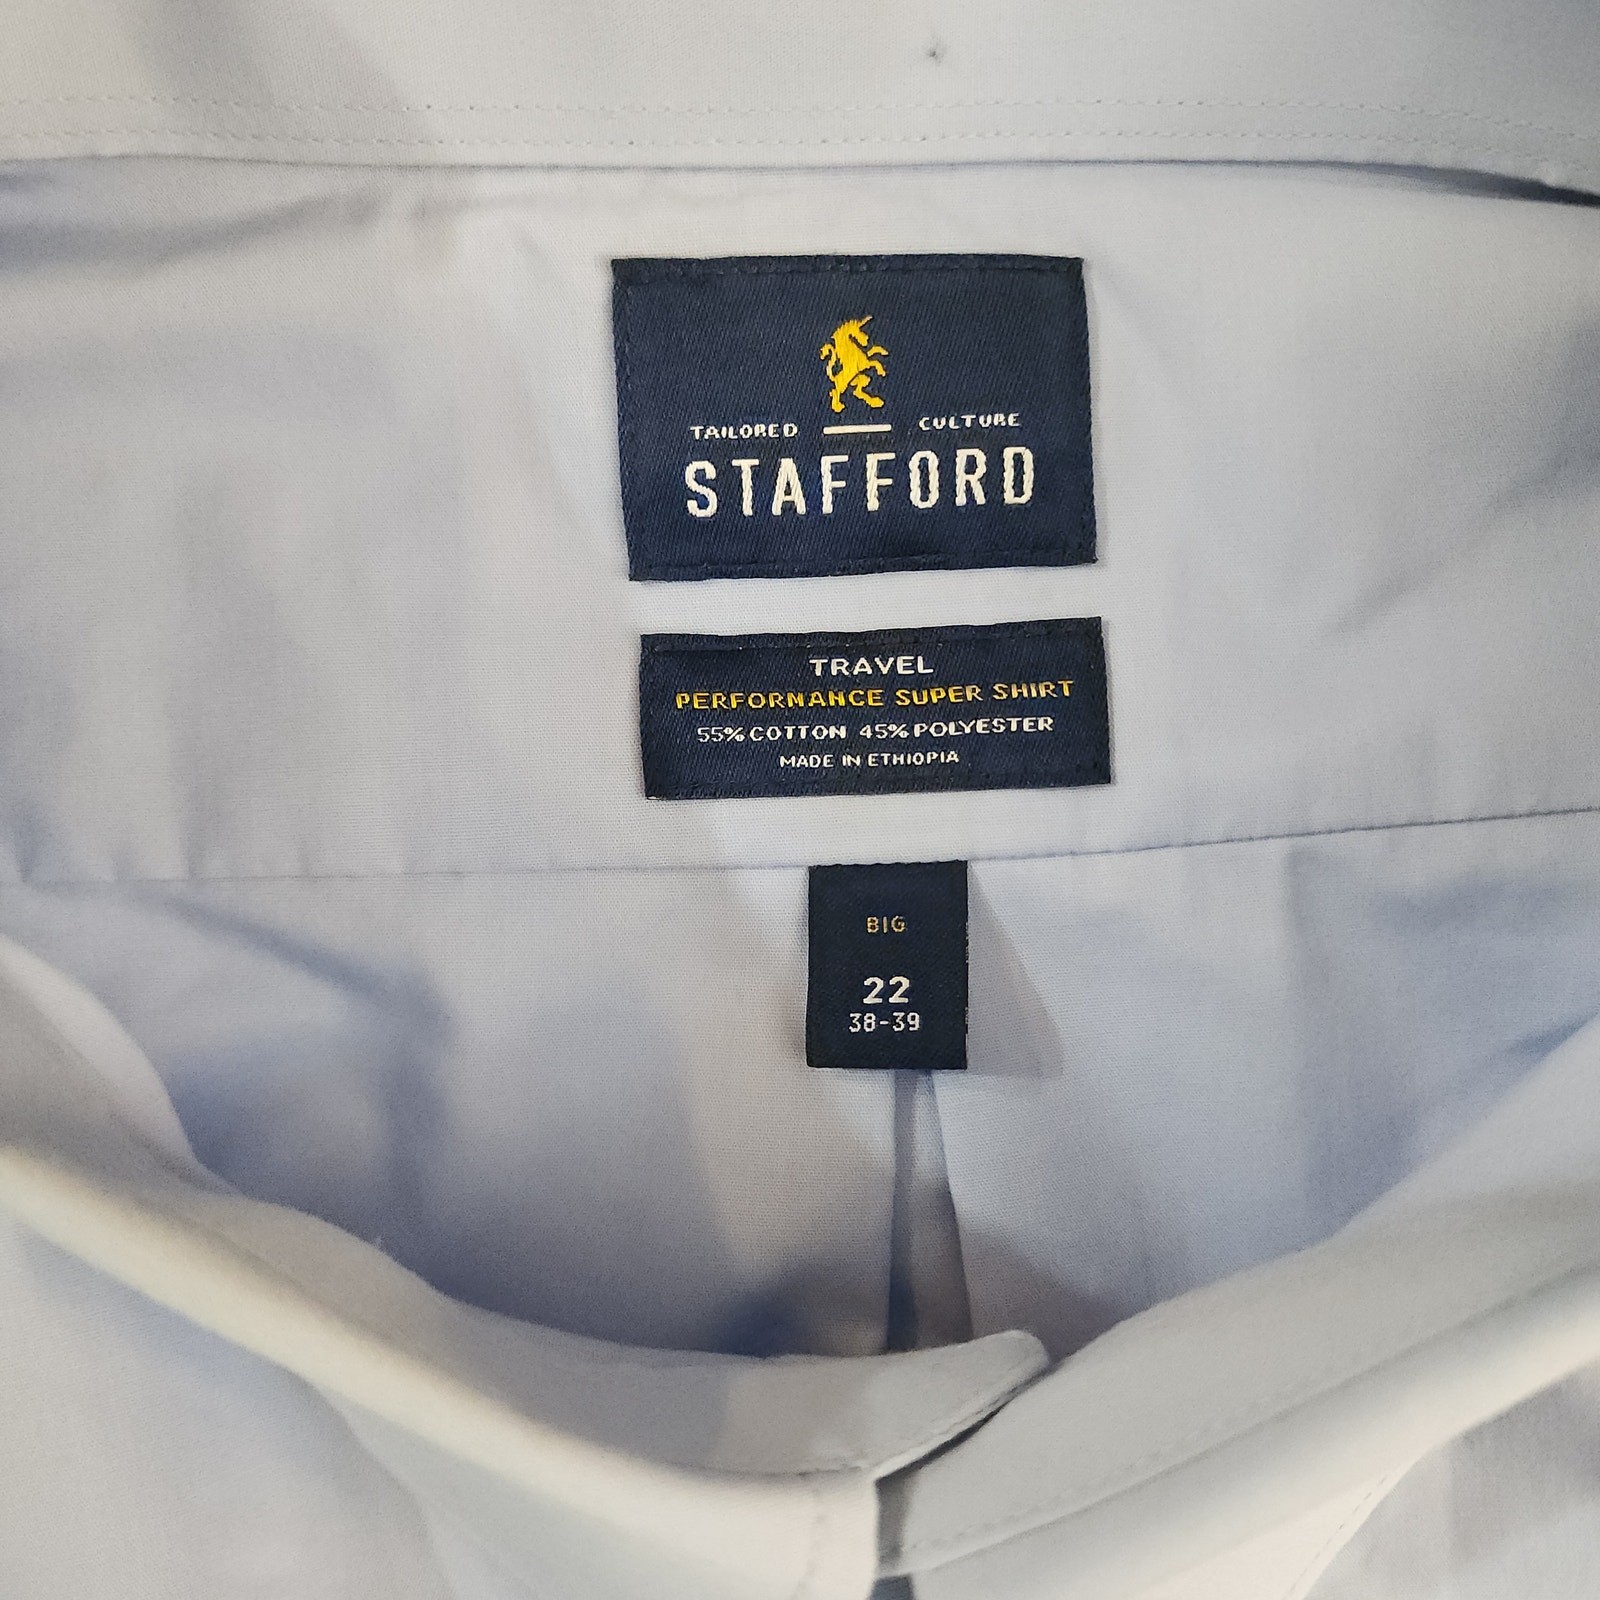 TAILORED CULTURE
STAFFORD
TRAVEL
PERFORMANCE SUPER SHIRT
55% COTTON 45% POLYESTER
MADE IN ETHIOPIA
BIG
22
38-39